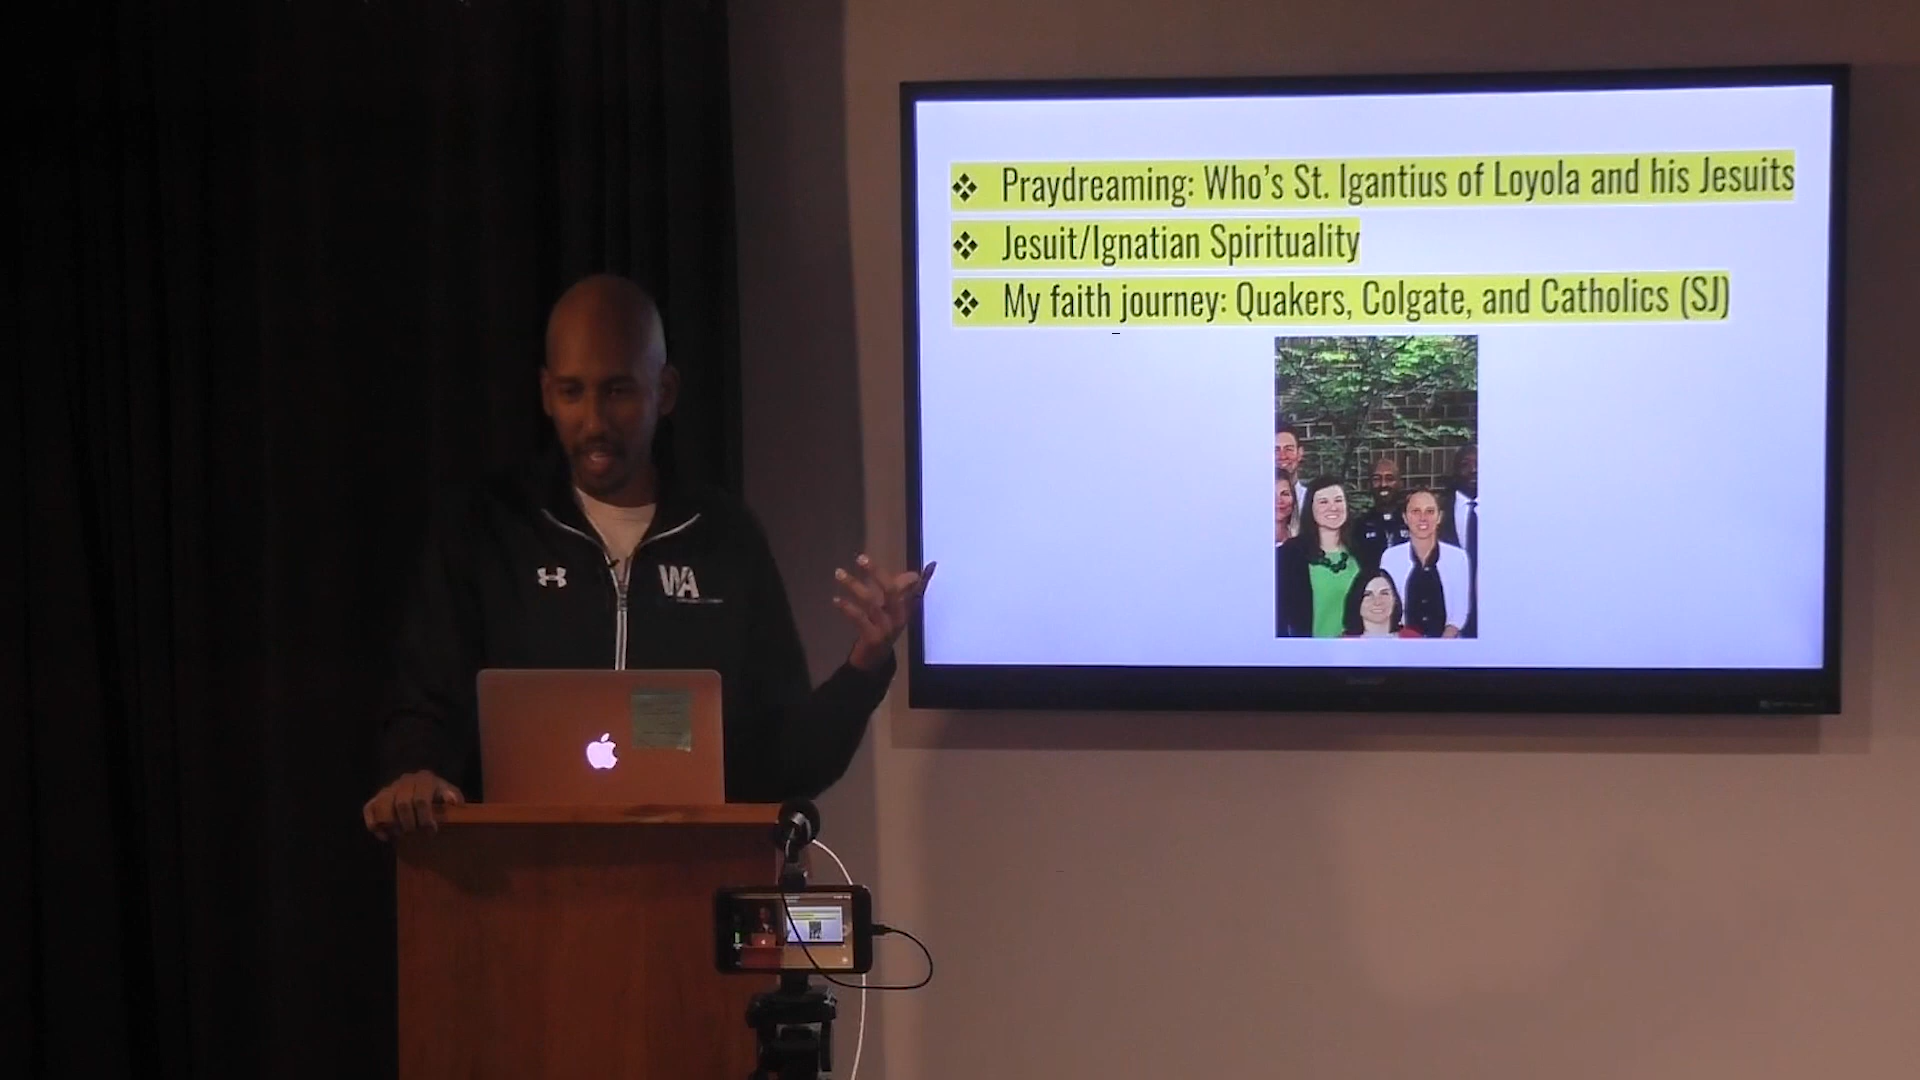 ❖ Praydreaming: Who's St. Igantius of Loyola and his Jesuits
❖ Jesuit/Ignatian Spirituality
❖ My faith journey: Quakers, Colgate, and Catholics (SJ)
WA